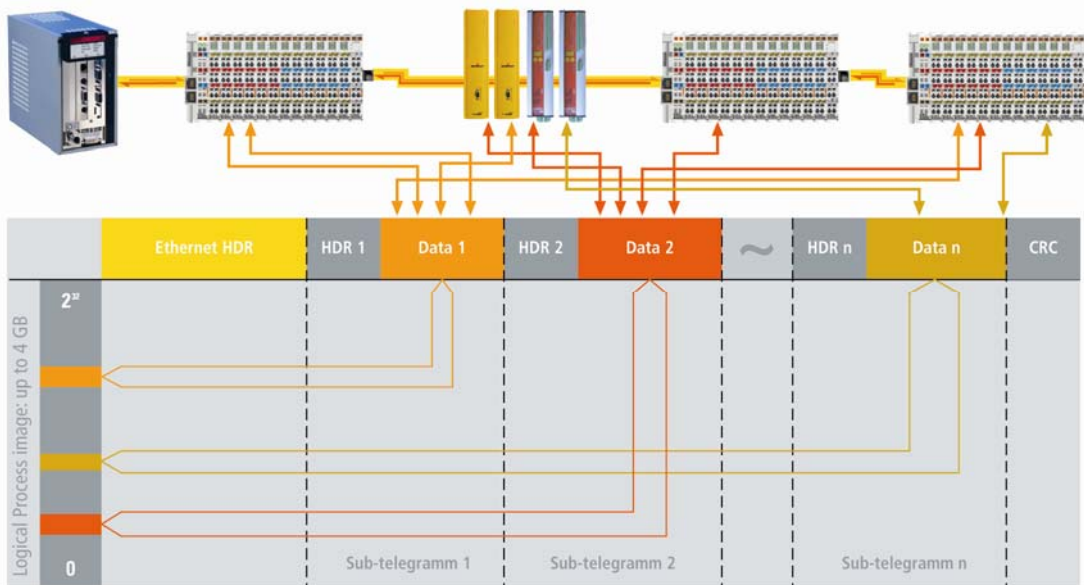 Ethernet HDR
HDR 1
Data 1
HDR 2
Data 2
~
HDR n
Data n
CRC
2³²
Logical Process image: up to 4 GB
0
Sub-telegramm 1
Sub-telegramm 2
Sub-telegramm n